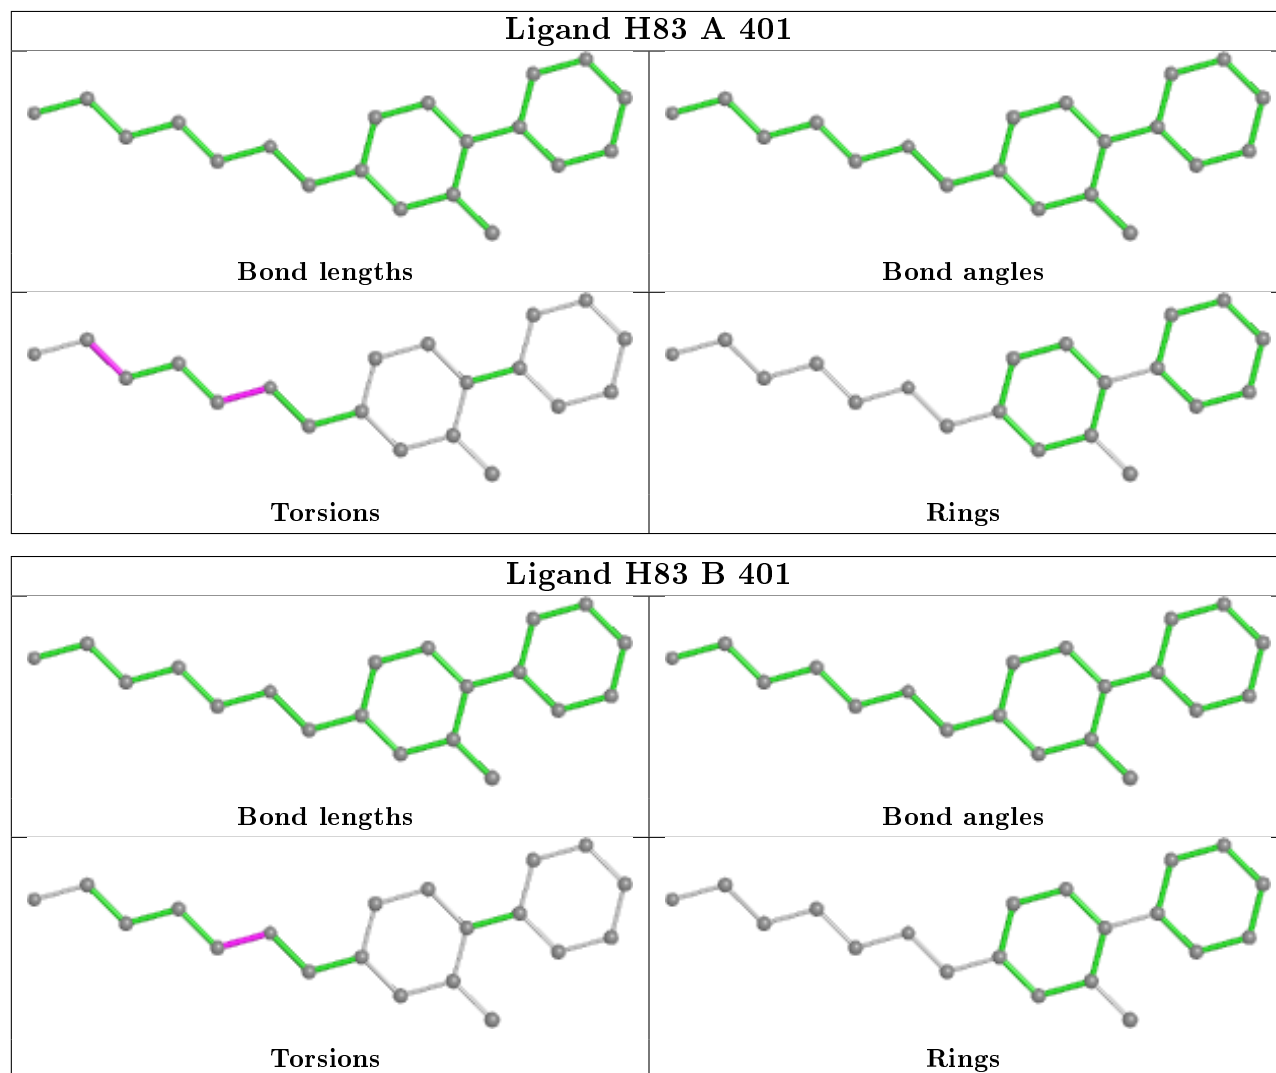 Ligand H83 A 401
Bond lengths
Bond angles
Torsions
Rings
Ligand H83 B 401
Bond lengths
Bond angles
Torsions
Rings